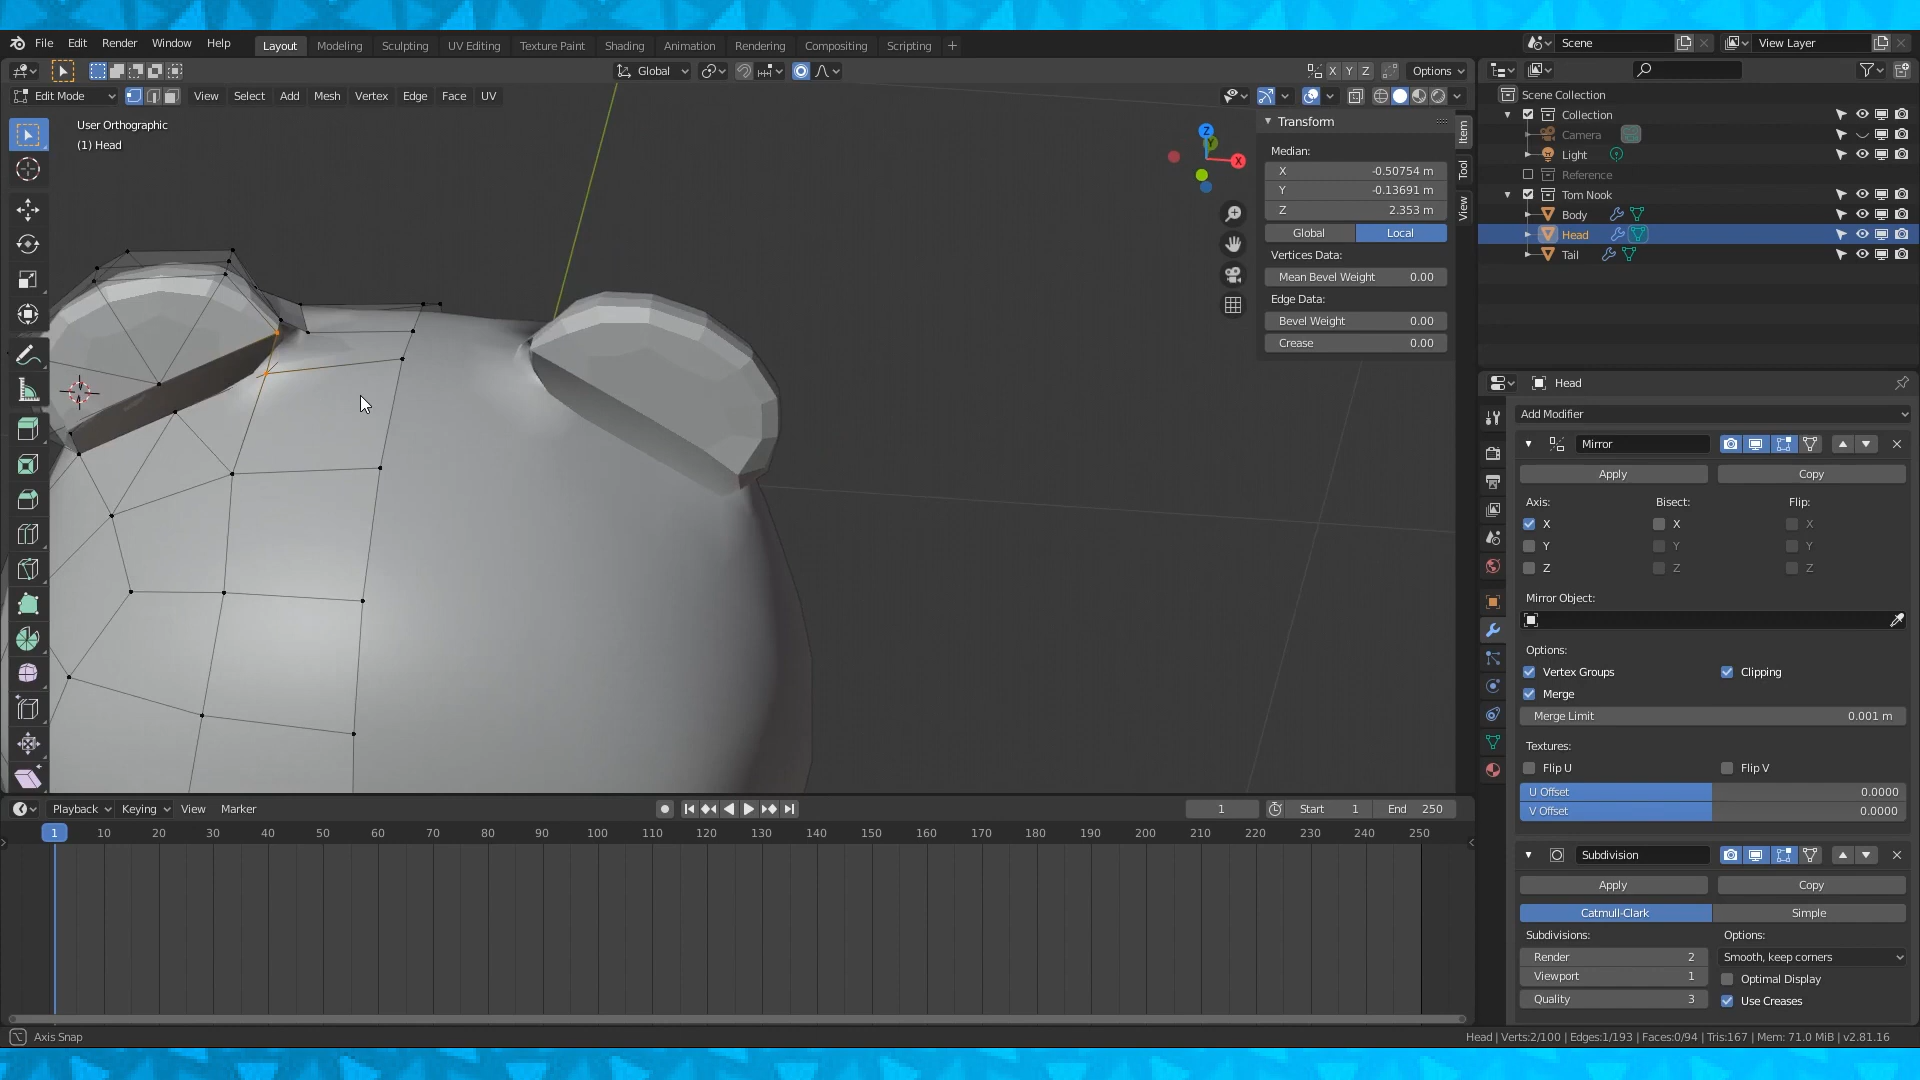 File Edit Render Window Help Layout Modeling Sculpting UV Editing Texture Paint Shading Animation Rendering Compositing Scripting + Scene View Layer
Global X Y Z Options
Edit Mode View Select Add Mesh Vertex Edge Face UV
User Orthographic
(1) Head
Z
Y
X
Transform
Median:
X -0.50754 m
Y -0.13691 m
Z 2.353 m
Global Local
Vertices Data:
Mean Bevel Weight 0.00
Edge Data:
Bevel Weight 0.00
Crease 0.00
Item
Tool
View
Scene Collection
Collection
Camera
Light
Reference
Tom Nook
Body
Head
Tail
Head
Add Modifier
Mirror
Apply Copy
Axis: Bisect: Flip:
X X X
Y Y Y
Z Z Z
Mirror Object:
Options:
Vertex Groups Clipping
Merge
Merge Limit 0.001 m
Textures:
Flip U Flip V
U Offset 0.0000
V Offset 0.0000
Subdivision
Apply Copy
Catmull-Clark Simple
Subdivisions: Options:
Render 2 Smooth, keep corners
Viewport 1 Optimal Display
Quality 3 Use Creases
Playback Keying View Marker 1 Start 1 End 250
1 10 20 30 40 50 60 70 80 90 100 110 120 130 140 150 160 170 180 190 200 210 220 230 240 250
Axis Snap Head | Verts:2/100 | Edges:1/193 | Faces:0/94 | Tris:167 | Mem: 71.0 MiB | v2.81.16